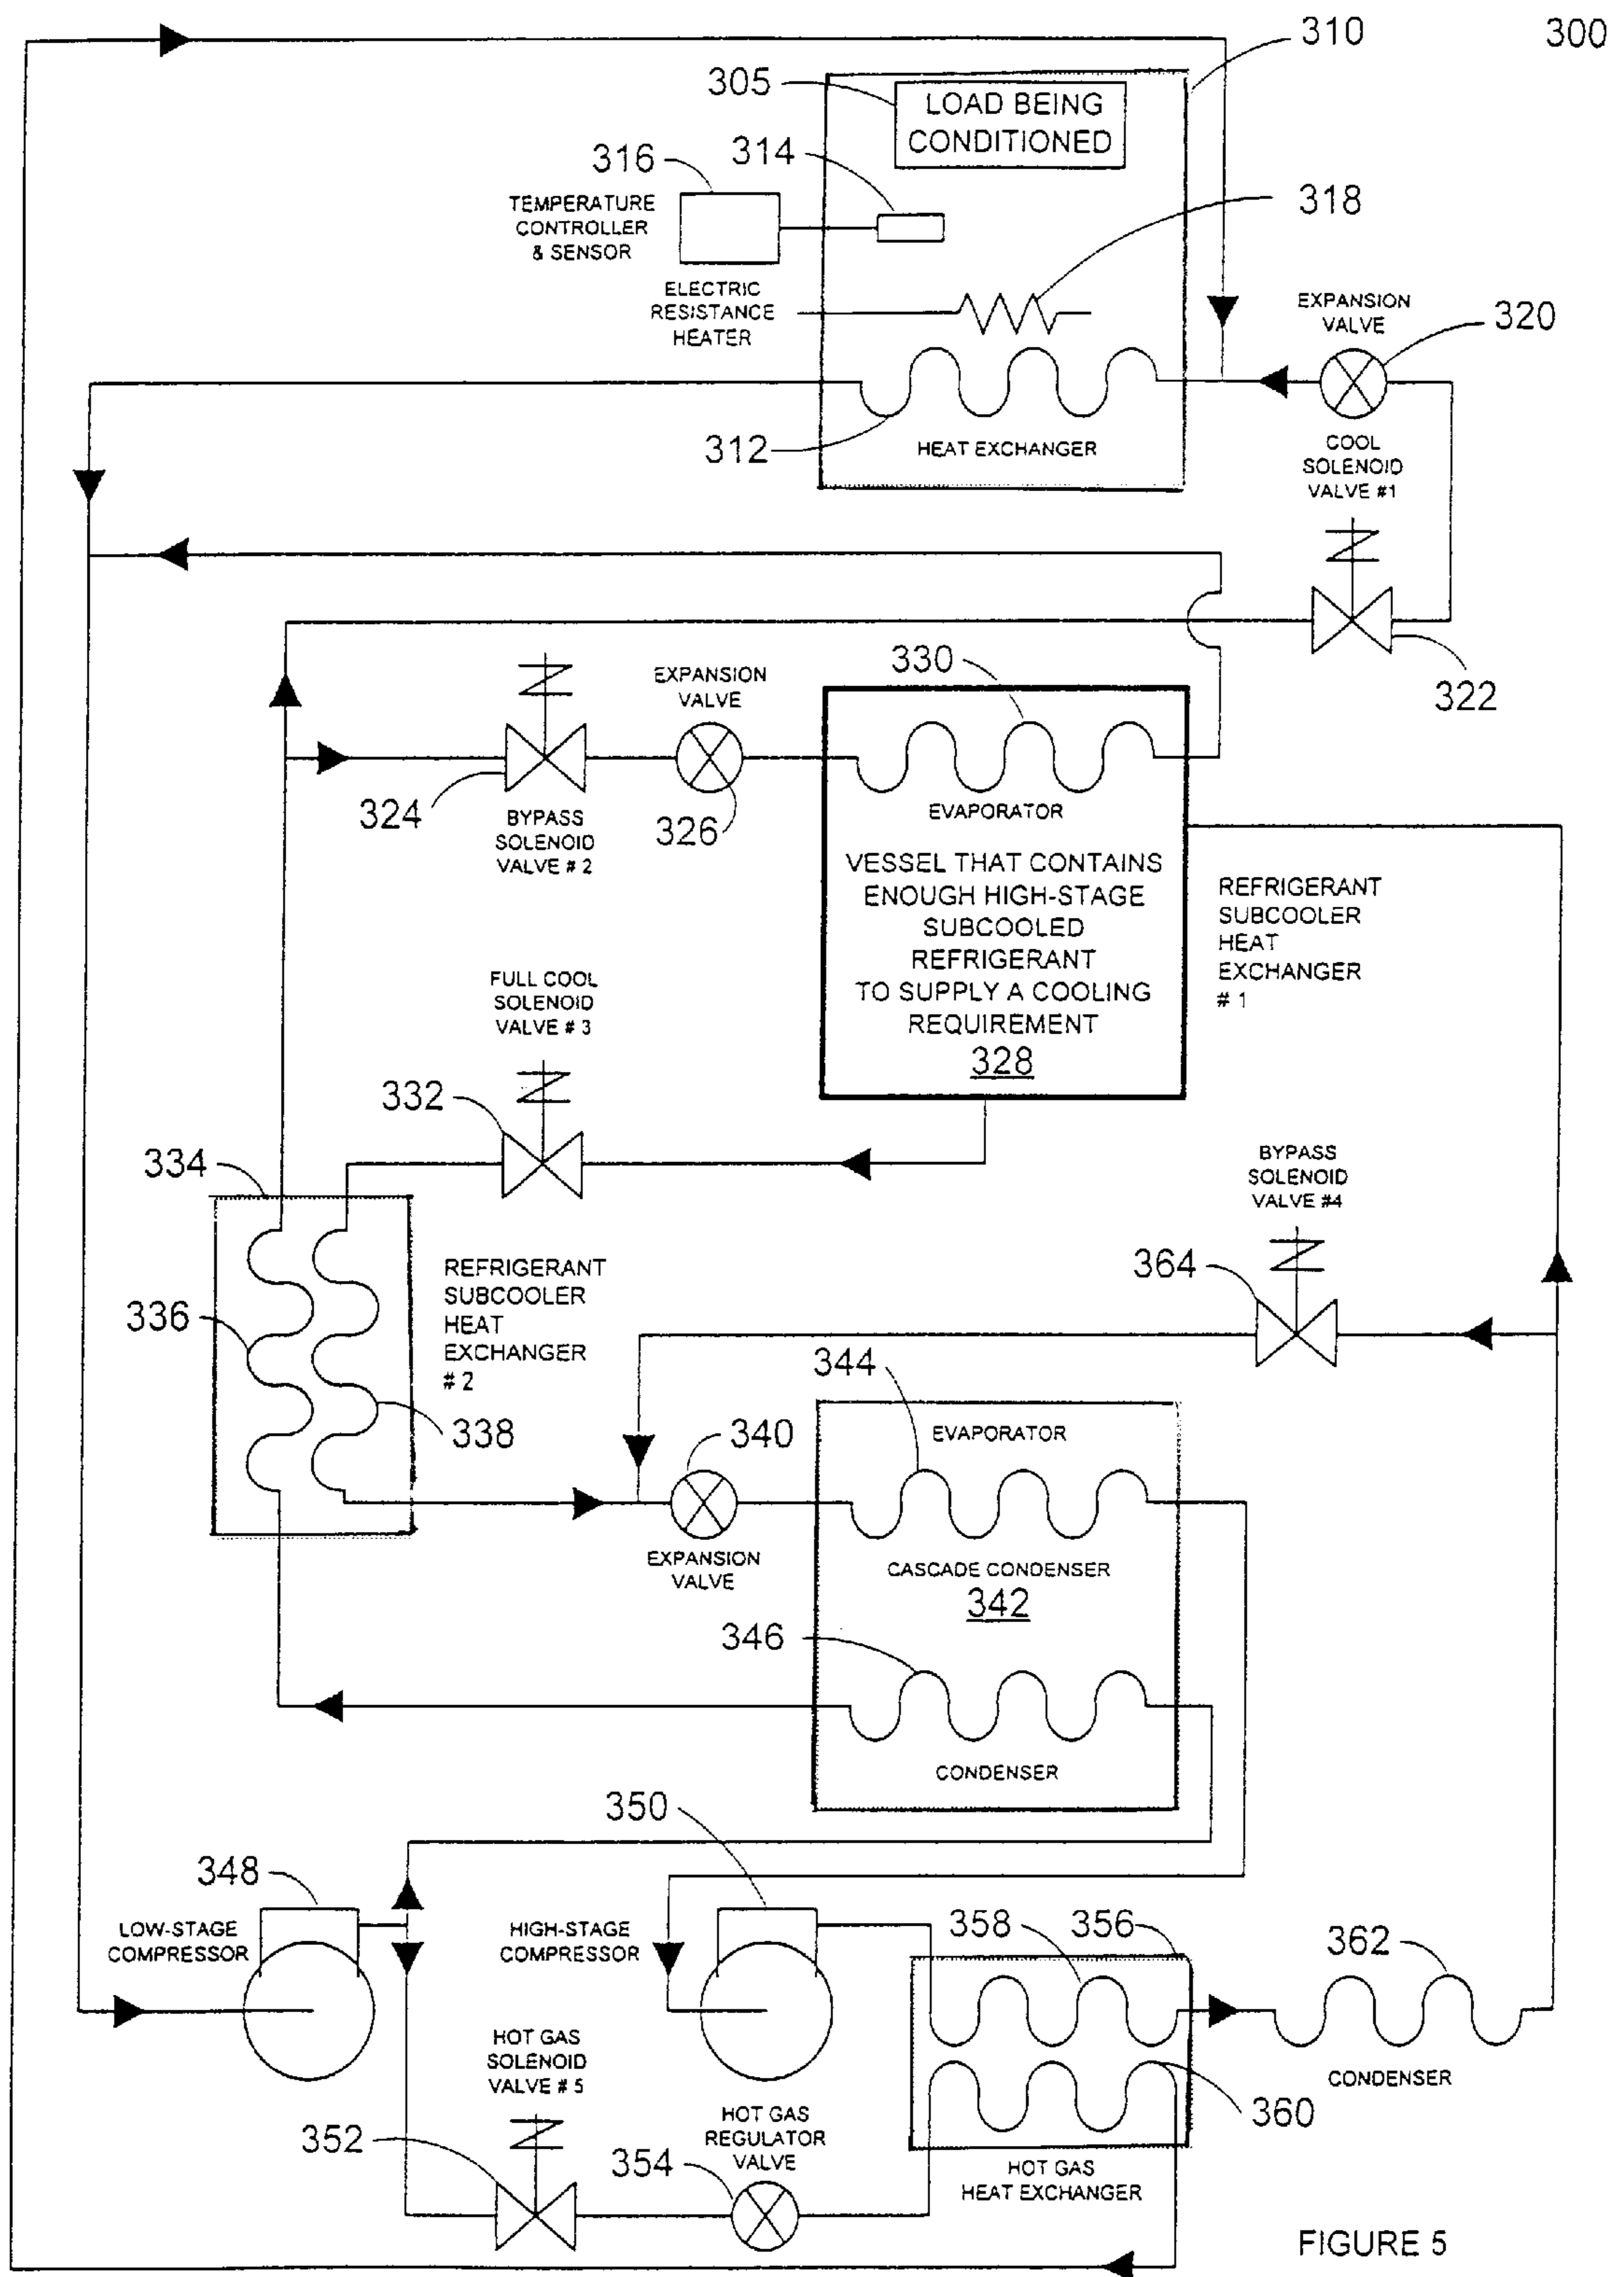 310
300
305
LOAD BEING
CONDITIONED
316
314
TEMPERATURE
CONTROLLER
& SENSOR
318
ELECTRIC
RESISTANCE
HEATER
EXPANSION
VALVE
320
312
HEAT EXCHANGER
COOL
SOLENOID
VALVE #1
322
330
EXPANSION
VALVE
324
BYPASS
SOLENOID
VALVE # 2
326
EVAPORATOR
VESSEL THAT CONTAINS
ENOUGH HIGH-STAGE
SUBCOOLED
REFRIGERANT
TO SUPPLY A COOLING
REQUIREMENT
328
REFRIGERANT
SUBCOOLER
HEAT
EXCHANGER
# 1
FULL COOL
SOLENOID
VALVE # 3
332
334
BYPASS
SOLENOID
VALVE #4
364
336
REFRIGERANT
SUBCOOLER
HEAT
EXCHANGER
# 2
338
344
340
EVAPORATOR
EXPANSION
VALVE
CASCADE CONDENSER
342
346
CONDENSER
350
348
LOW-STAGE
COMPRESSOR
HIGH-STAGE
COMPRESSOR
358
356
362
HOT GAS
SOLENOID
VALVE # 5
CONDENSER
352
HOT GAS
REGULATOR
VALVE
354
360
HOT GAS
HEAT EXCHANGER
FIGURE 5